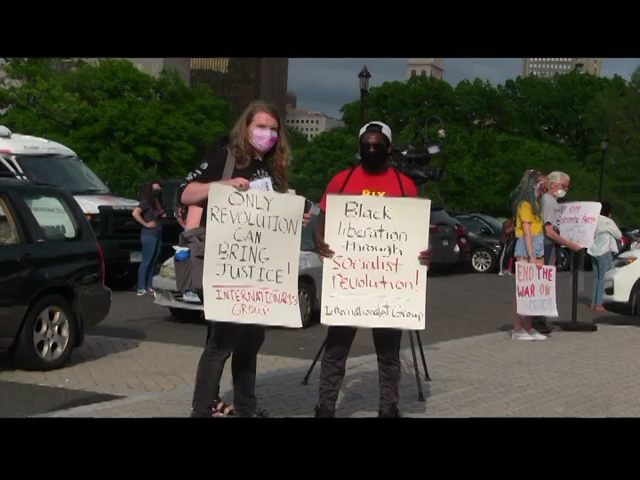 ONLY
REVOLUTION
CAN
BRING
JUSTICE!
INTERNATIONALIST
GROUP
Black
liberation
through
Socialist
revolution!
Internationalist Group
END THE
WAR ON